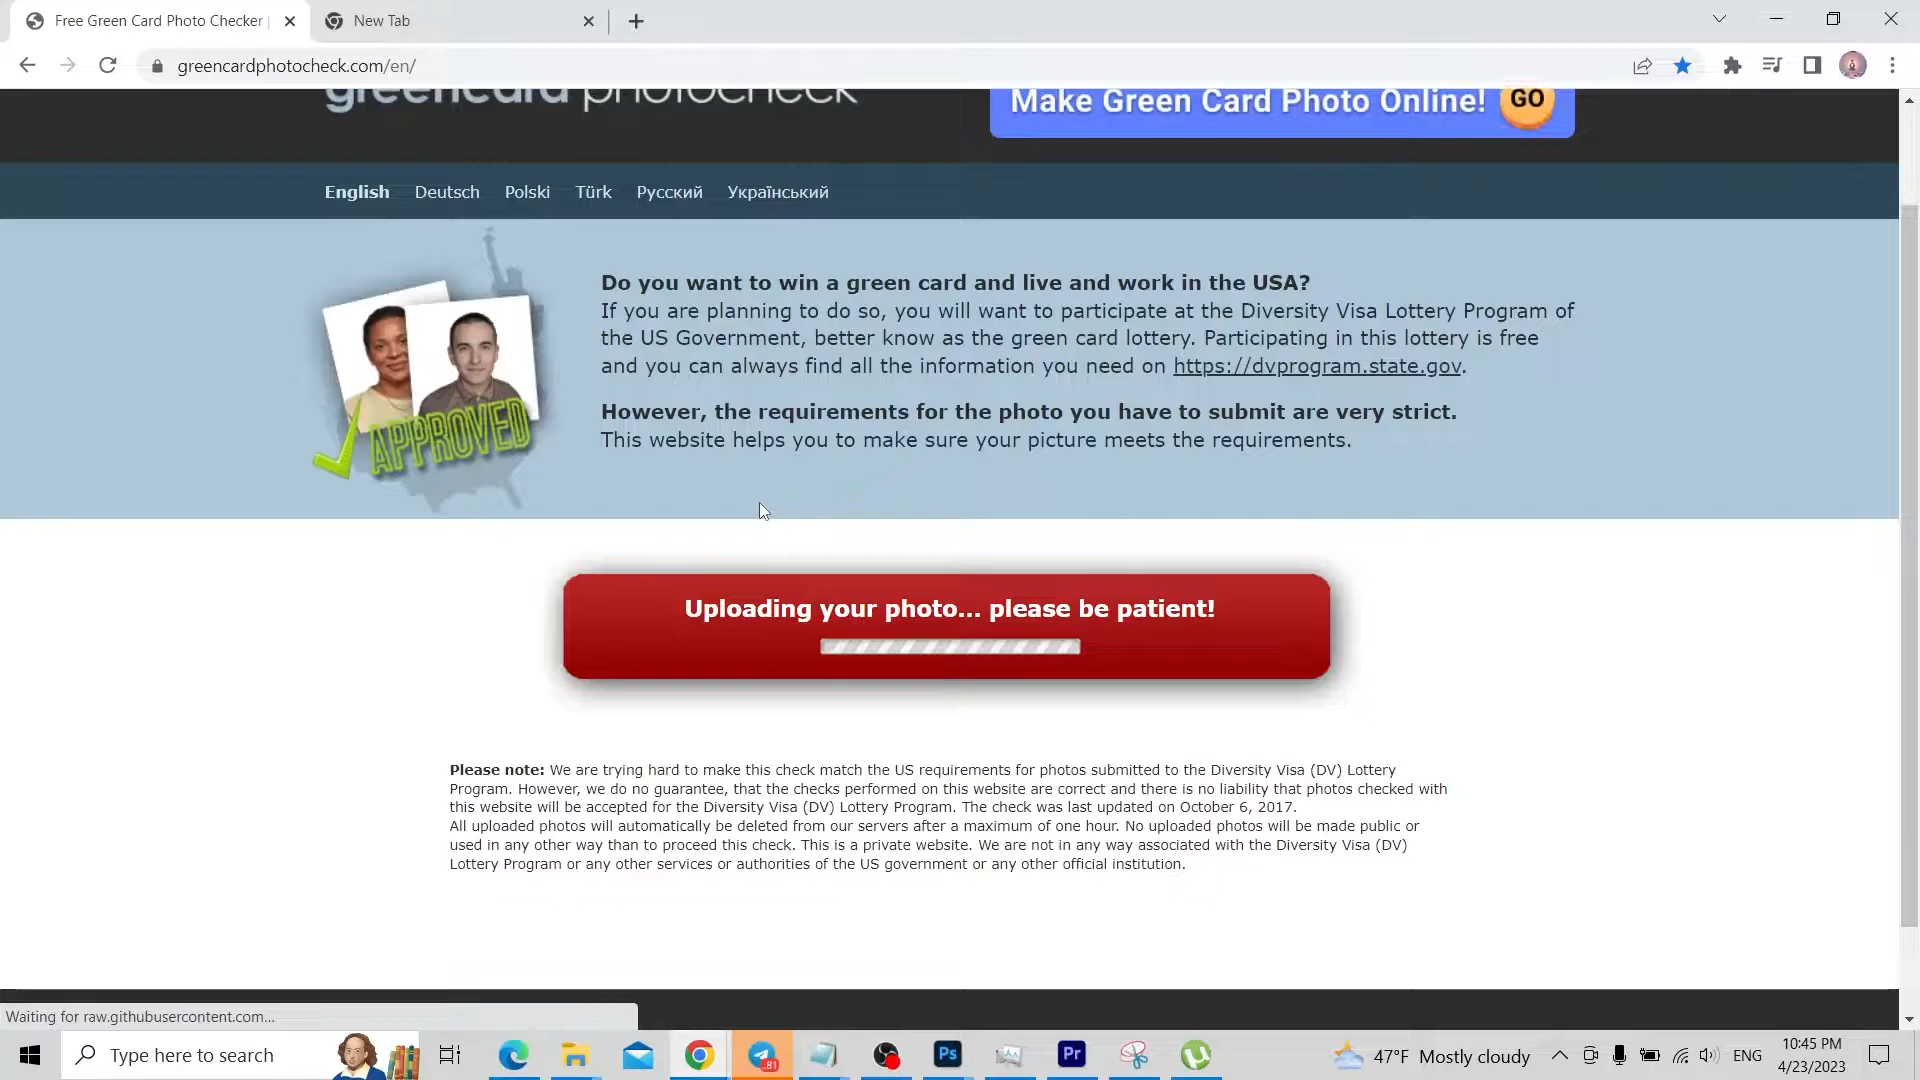 Free Green Card Photo Checker |
New Tab
greencardphotocheck.com/en/
greencard photocheck
Make Green Card Photo Online! GO
English Deutsch Polski Türk Русский Український
Do you want to win a green card and live and work in the USA?
If you are planning to do so, you will want to participate at the Diversity Visa Lottery Program of
the US Government, better know as the green card lottery. Participating in this lottery is free
and you can always find all the information you need on https://dvprogram.state.gov.
APPROVED
However, the requirements for the photo you have to submit are very strict.
This website helps you to make sure your picture meets the requirements.
Uploading your photo... please be patient!
Please note: We are trying hard to make this check match the US requirements for photos submitted to the Diversity Visa (DV) Lottery
Program. However, we do no guarantee, that the checks performed on this website are correct and there is no liability that photos checked with
this website will be accepted for the Diversity Visa (DV) Lottery Program. The check was last updated on October 6, 2017.
All uploaded photos will automatically be deleted from our servers after a maximum of one hour. No uploaded photos will be made public or
used in any other way than to proceed this check. This is a private website. We are not in any way associated with the Diversity Visa (DV)
Lottery Program or any other services or authorities of the US government or any other official institution.
Waiting for raw.githubusercontent.com...
Type here to search
81
Ps
Pr
47°F Mostly cloudy
ENG
10:45 PM
4/23/2023